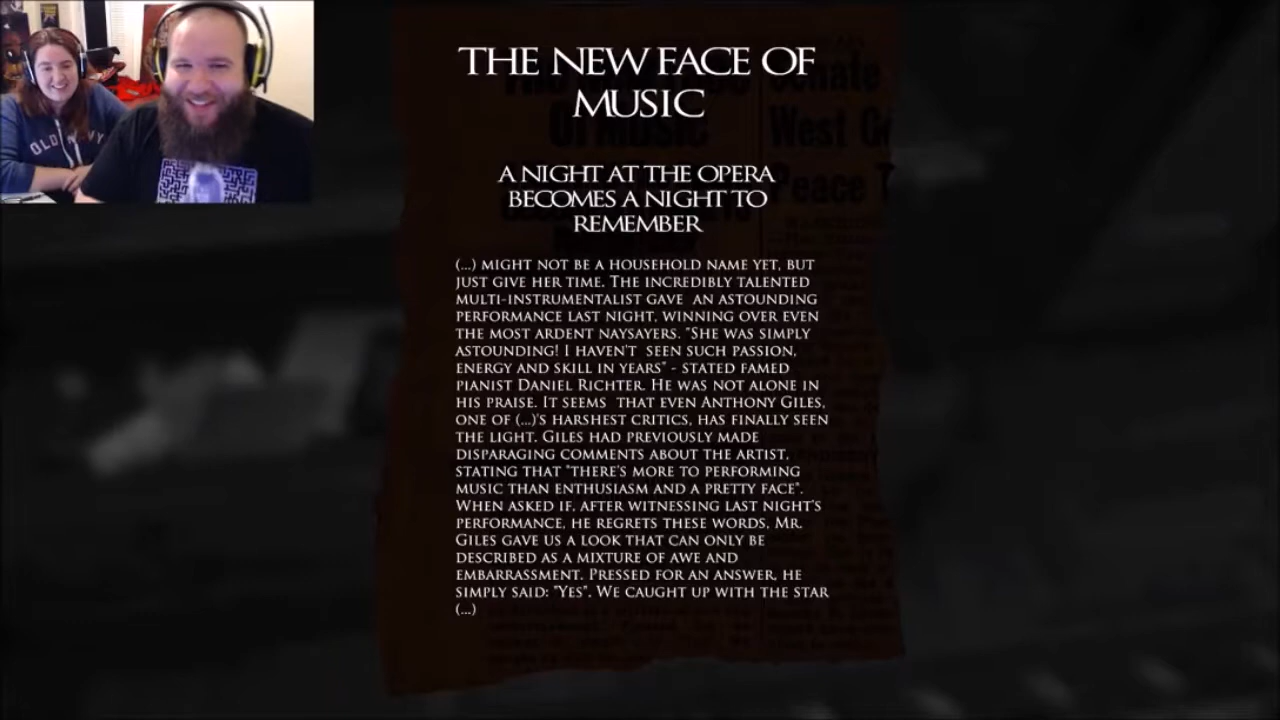 THE NEW FACE OF
MUSIC
A NIGHT AT THE OPERA
BECOMES A NIGHT TO
REMEMBER
(...) MIGHT NOT BE A HOUSEHOLD NAME YET, BUT
JUST GIVE HER TIME. THE INCREDIBLY TALENTED
MULTI-INSTRUMENTALIST GAVE AN ASTOUNDING
PERFORMANCE LAST NIGHT, WINNING OVER EVEN
THE MOST ARDENT NAYSAYERS. "SHE WAS SIMPLY
ASTOUNDING! I HAVEN'T SEEN SUCH PASSION,
ENERGY AND SKILL IN YEARS" - STATED FAMED
PIANIST DANIEL RICHTER. HE WAS NOT ALONE IN
HIS PRAISE. IT SEEMS THAT EVEN ANTHONY GILES,
ONE OF (...)'S HARSHEST CRITICS, HAS FINALLY SEEN
THE LIGHT. GILES HAD PREVIOUSLY MADE
DISPARAGING COMMENTS ABOUT THE ARTIST,
STATING THAT "THERE'S MORE TO PERFORMING
MUSIC THAN ENTHUSIASM AND A PRETTY FACE".
WHEN ASKED IF, AFTER WITNESSING LAST NIGHT'S
PERFORMANCE, HE REGRETS THESE WORDS, MR.
GILES GAVE US A LOOK THAT CAN ONLY BE
DESCRIBED AS A MIXTURE OF AWE AND
EMBARRASSMENT. PRESSED FOR AN ANSWER, HE
SIMPLY SAID: "YES". WE CAUGHT UP WITH THE STAR
(...)
OLD NAVY
West
Peace